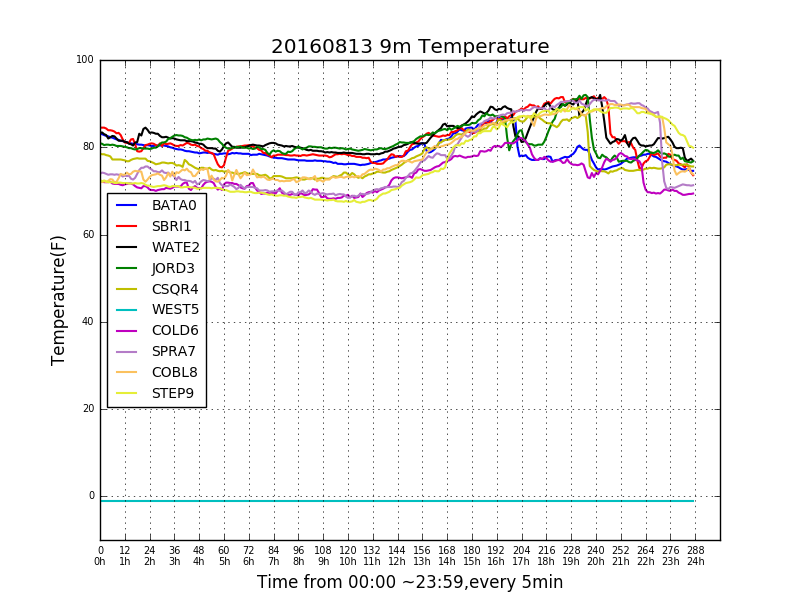 20160813 9m Temperature
100
80
60
40
20
0
Temperature(F)
BATA0
SBRI1
WATE2
JORD3
CSQR4
WEST5
COLD6
SPRA7
COBL8
STEP9
0 12 24 36 48 60 72 84 96 108 120 132 144 156 168 180 192 204 216 228 240 252 264 276 288
0h 1h 2h 3h 4h 5h 6h 7h 8h 9h 10h 11h 12h 13h 14h 15h 16h 17h 18h 19h 20h 21h 22h 23h 24h
Time from 00:00 ~23:59,every 5min